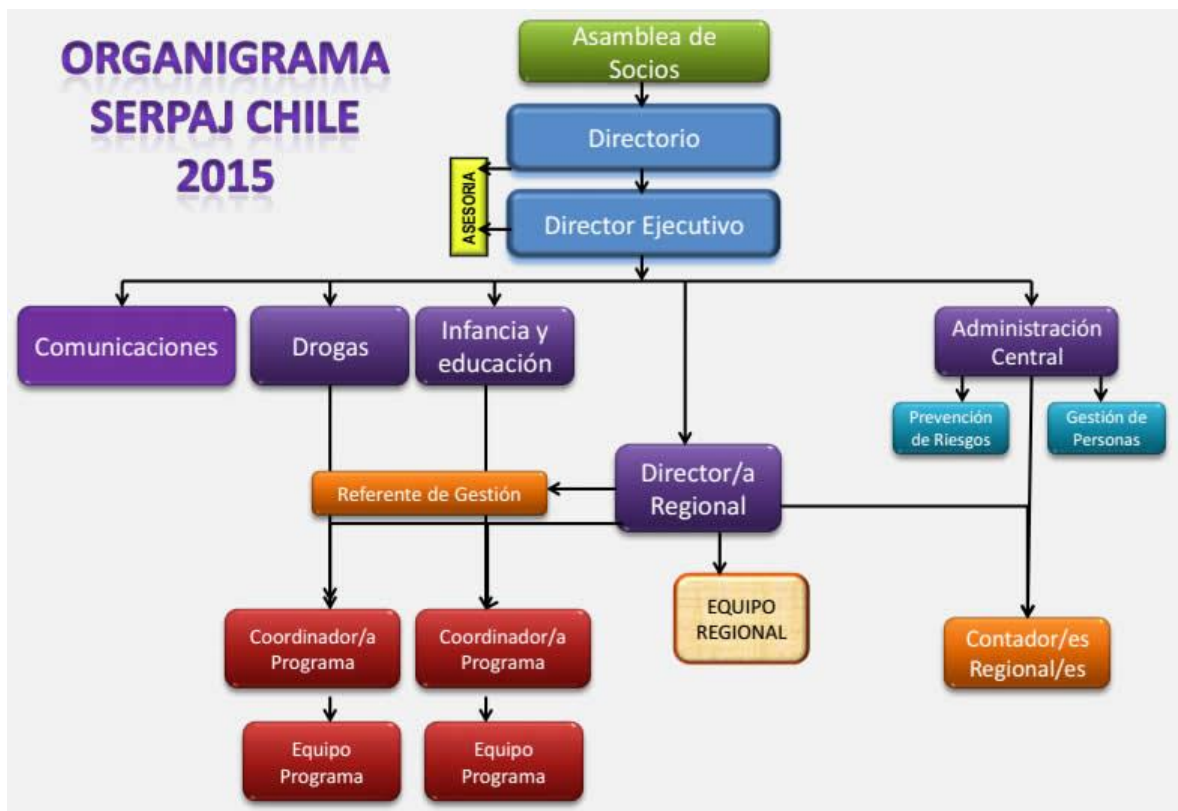 ORGANIGRAMA
SERPAJ CHILE
2015
Asamblea de
Socios
Directorio
ASESORIA
Director Ejecutivo
Comunicaciones
Drogas
Infancia y
educación
Administración
Central
Prevención
de Riesgos
Gestión de
Personas
Director/a
Regional
Referente de Gestión
EQUIPO
REGIONAL
Coordinador/a
Programa
Coordinador/a
Programa
Contador/es
Regional/es
Equipo
Programa
Equipo
Programa